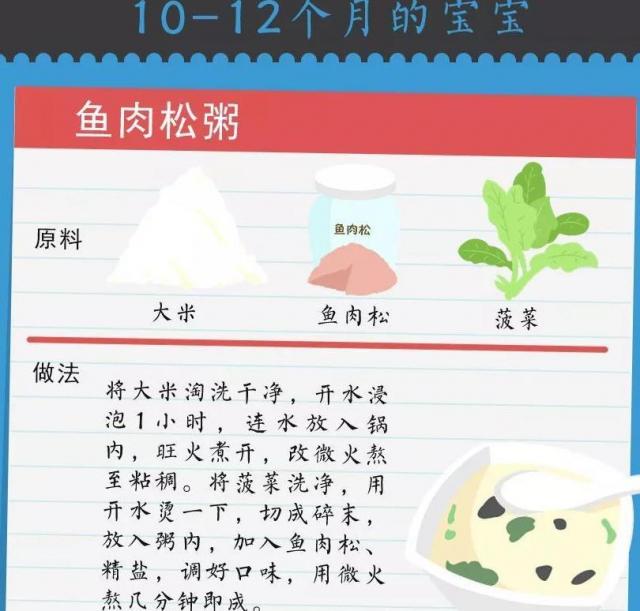 10-12个月的宝宝
鱼肉松粥
鱼肉松
原料
大米
鱼肉松
菠菜
做法
将大米淘洗干净，开水浸
泡1小时，连水放入锅
内，旺火煮开，改微火熬
至粘稠。将菠菜洗净，用
开水烫一下，切成碎末，
放入粥内，加入鱼肉松、
精盐，调好口味，用微火
熬几分钟即成。